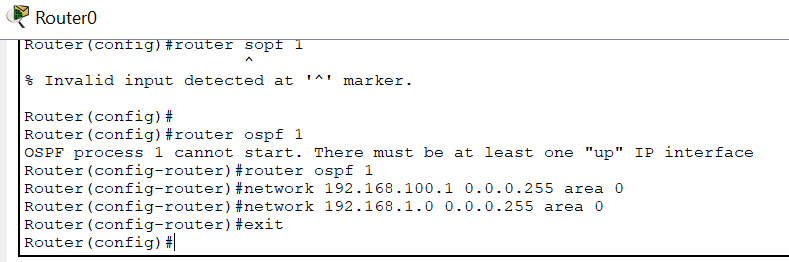 Router0
Router(config)#router sopf 1
^
% Invalid input detected at '^' marker.
Router(config)#
Router(config)#router ospf 1
OSPF process 1 cannot start. There must be at least one "up" IP interface
Router(config-router)#router ospf 1
Router(config-router)#network 192.168.100.1 0.0.0.255 area 0
Router(config-router)#network 192.168.1.0 0.0.0.255 area 0
Router(config-router)#exit
Router(config)#